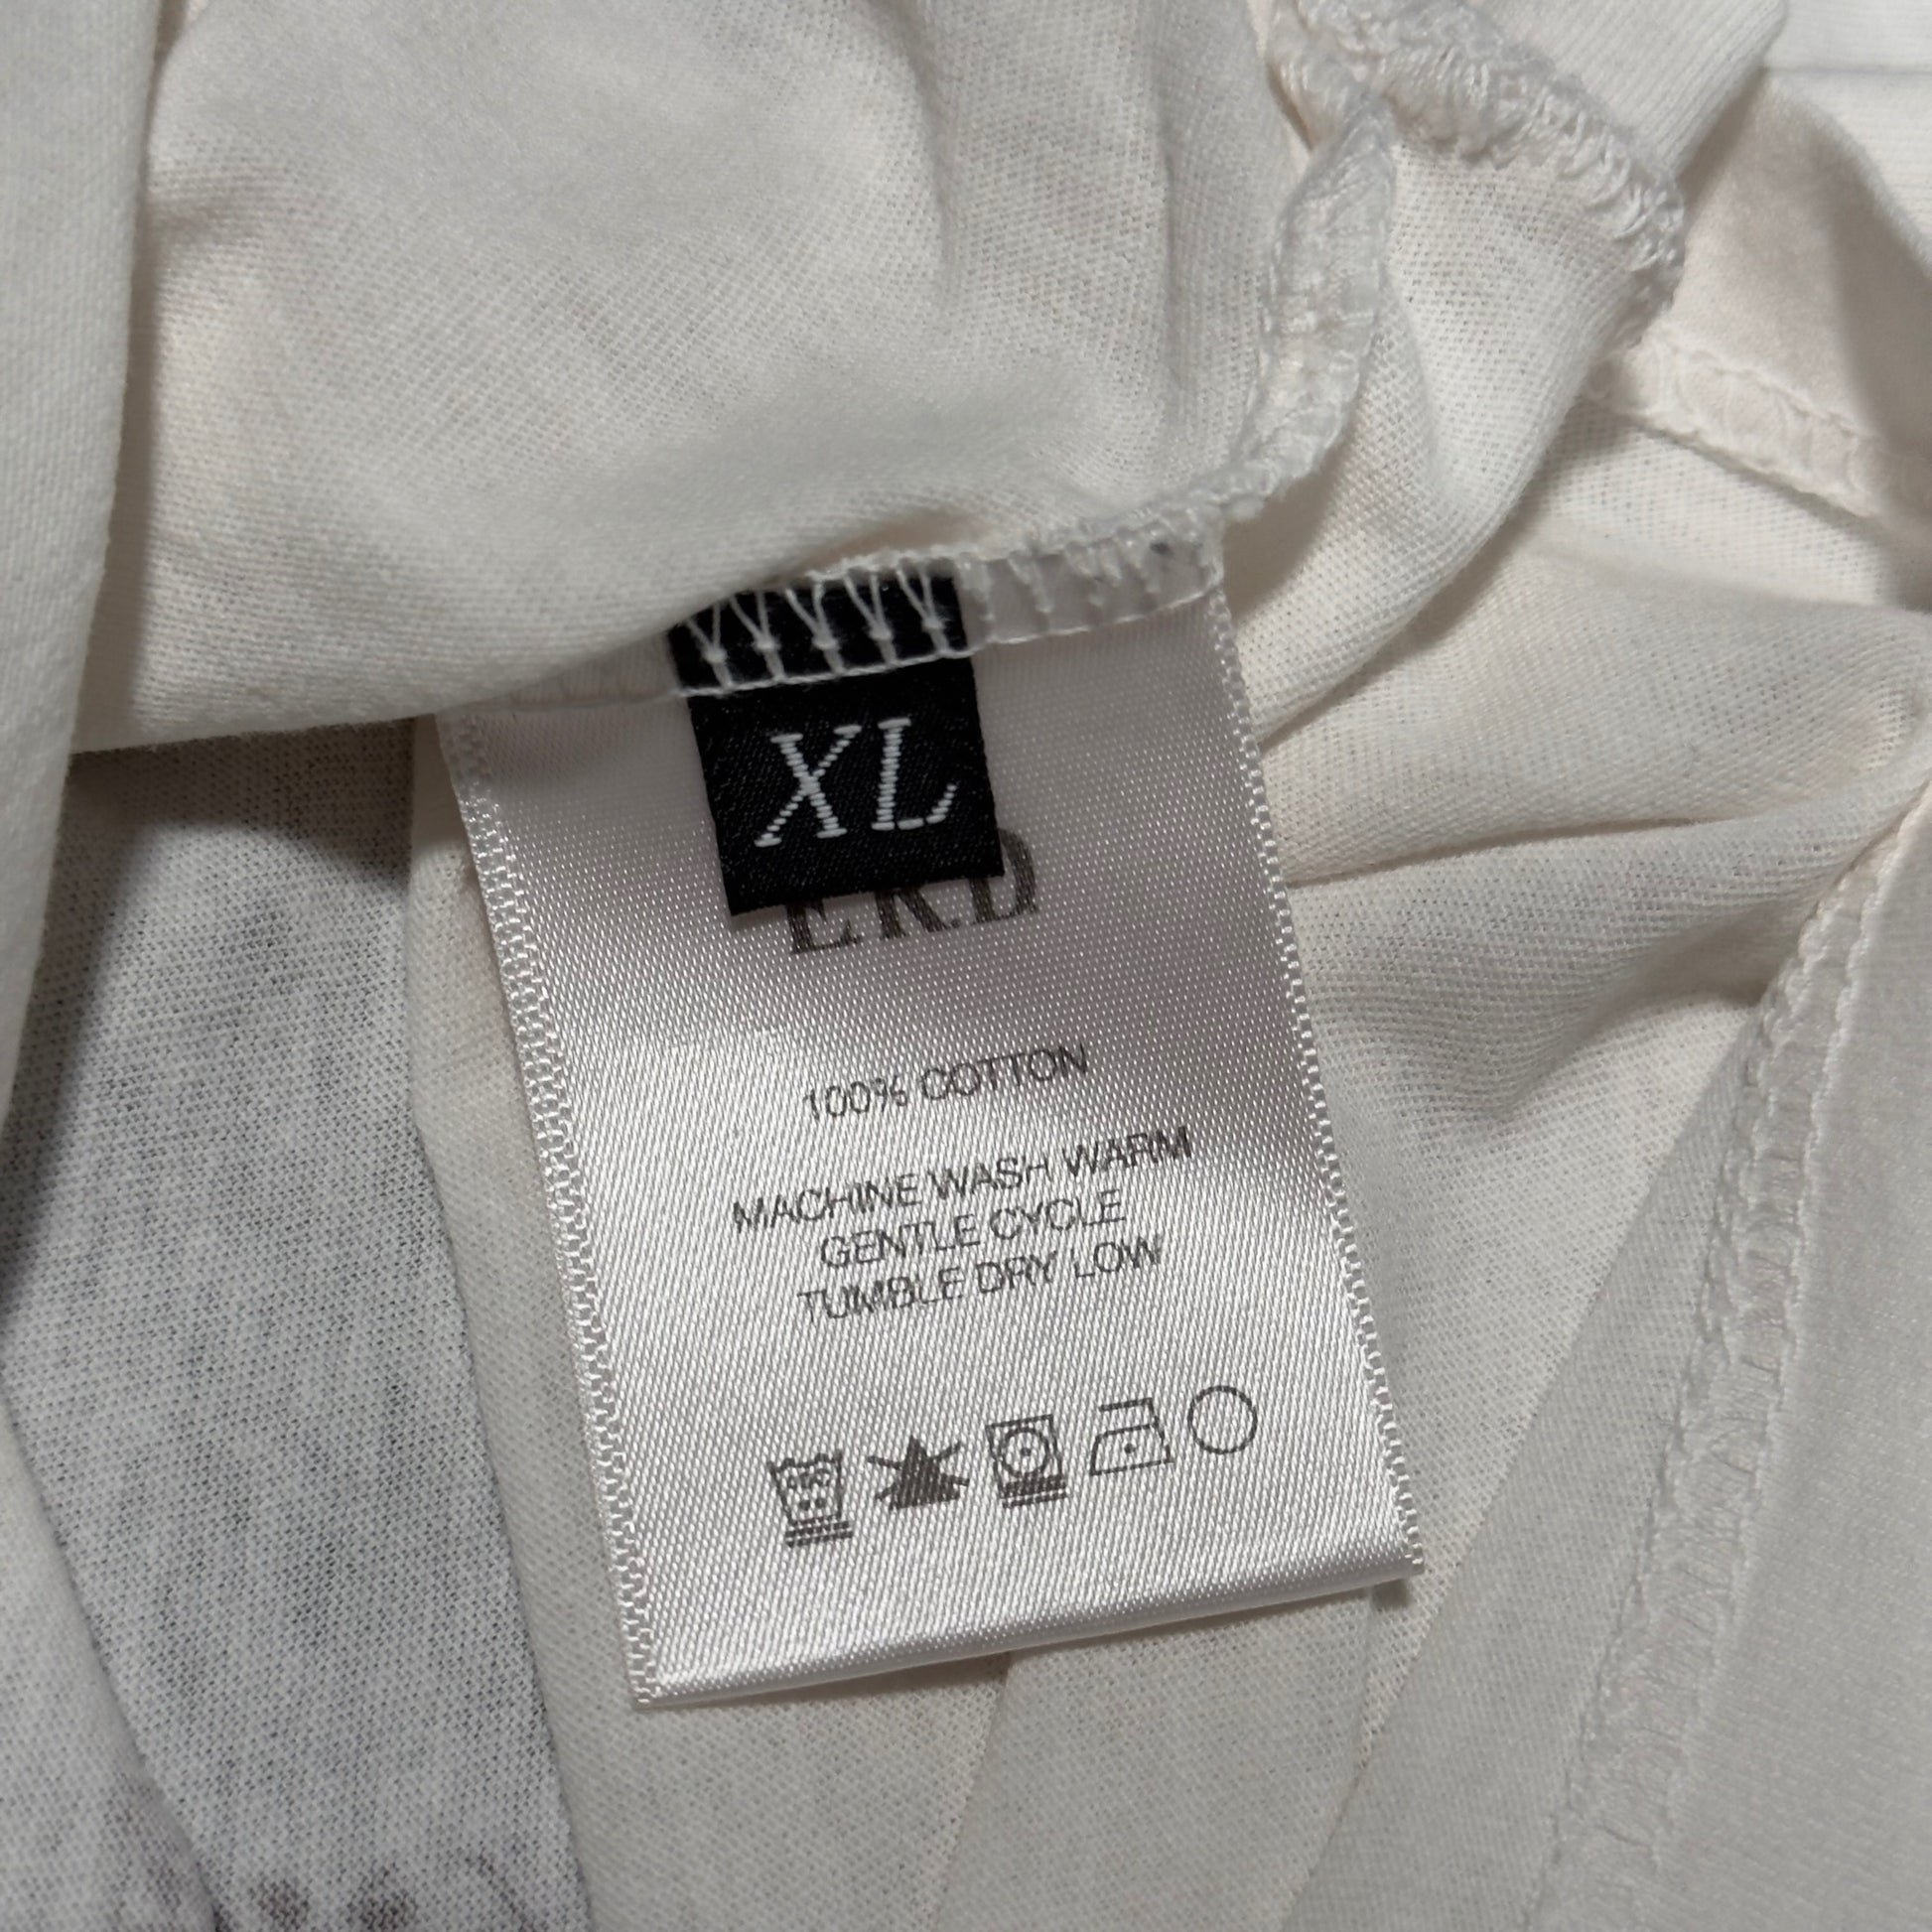 XL
ERD
100% COTTON
MACHINE WASH WARM
GENTLE CYCLE
TUMBLE DRY LOW